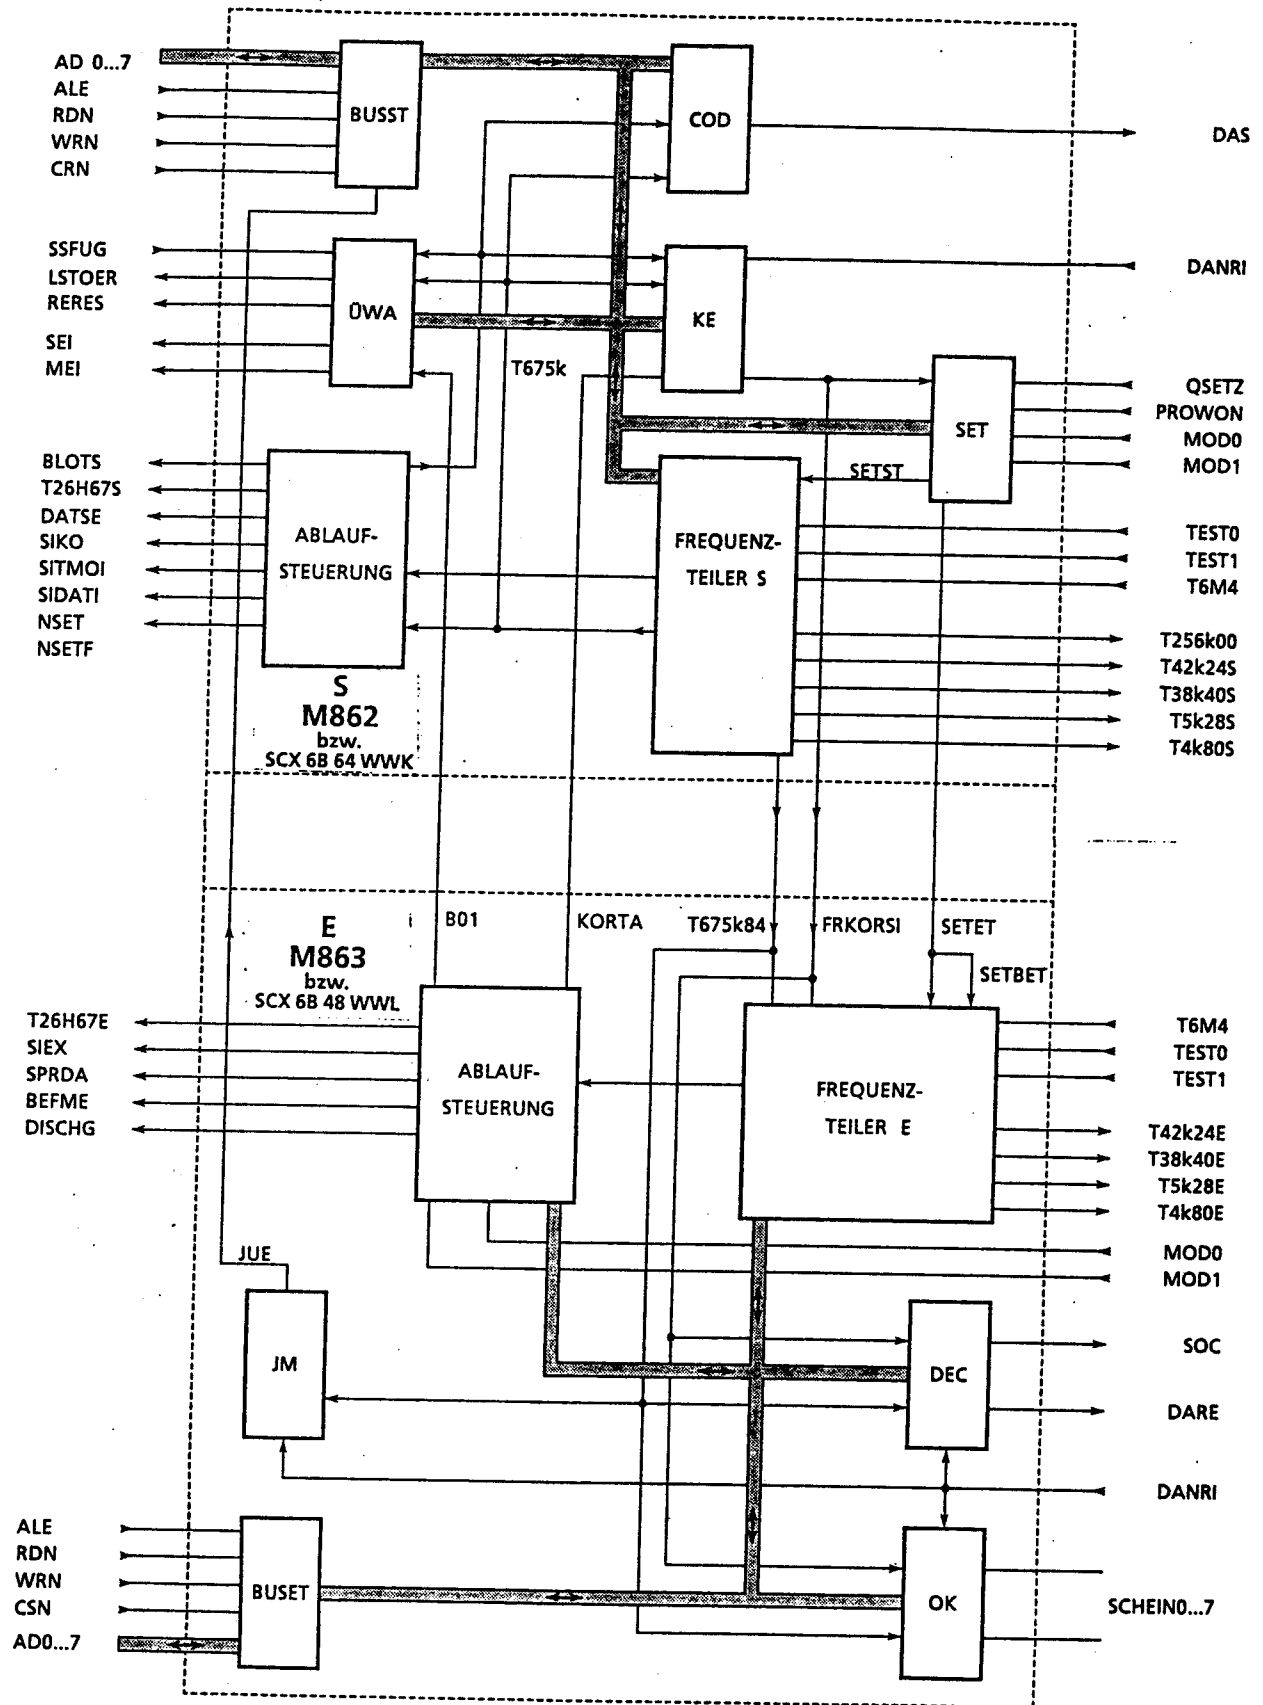 AD 0...7
ALE
RDN
WRN
CRN
BUSST
COD
DAS
SSFUG
LSTOER
RERES
SEI
MEI
ÜWA
KE
DANRI
T675k
SET
QSETZ
PROWON
MOD0
MOD1
SETST
BLOTS
T26H67S
DATSE
SIKO
SITMOI
SIDATI
NSET
NSETF
ABLAUF-
STEUERUNG
FREQUENZ-
TEILER S
TEST0
TEST1
T6M4
T256k00
T42k24S
T38k40S
T5k28S
T4k80S
S
M862
bzw.
SCX 6B 64 WWK
E
M863
bzw.
SCX 6B 48 WWL
B01
KORTA
T675k84
FRKORSI
SETET
SETBET
T26H67E
SIEX
SPRDA
BEFME
DISCHG
ABLAUF-
STEUERUNG
FREQUENZ-
TEILER E
T6M4
TEST0
TEST1
T42k24E
T38k40E
T5k28E
T4k80E
MOD0
MOD1
JUE
JM
DEC
SOC
DARE
DANRI
ALE
RDN
WRN
CSN
AD0...7
BUSET
OK
SCHEIN0...7